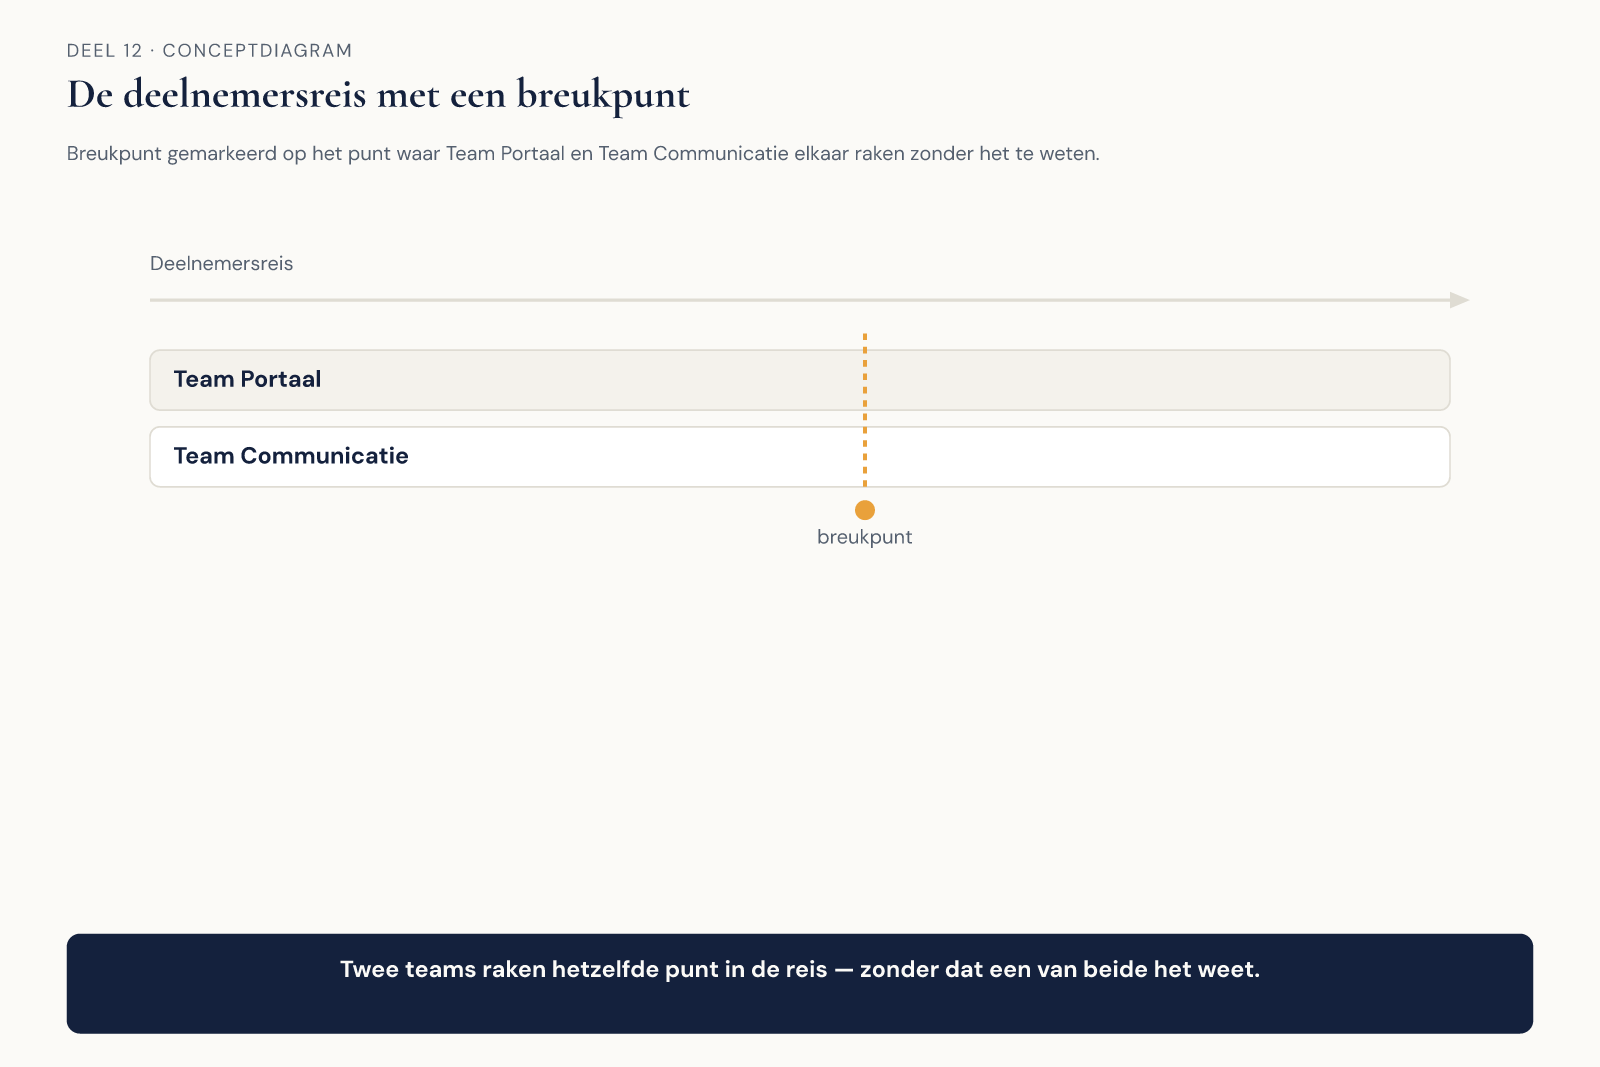 DEEL 12 · CONCEPTDIAGRAM
De deelnemersreis met een breukpunt
Breukpunt gemarkeerd op het punt waar Team Portaal en Team Communicatie elkaar raken zonder het te weten.
Deelnemersreis
Team Portaal
Team Communicatie
breukpunt
Twee teams raken hetzelfde punt in de reis — zonder dat een van beide het weet.